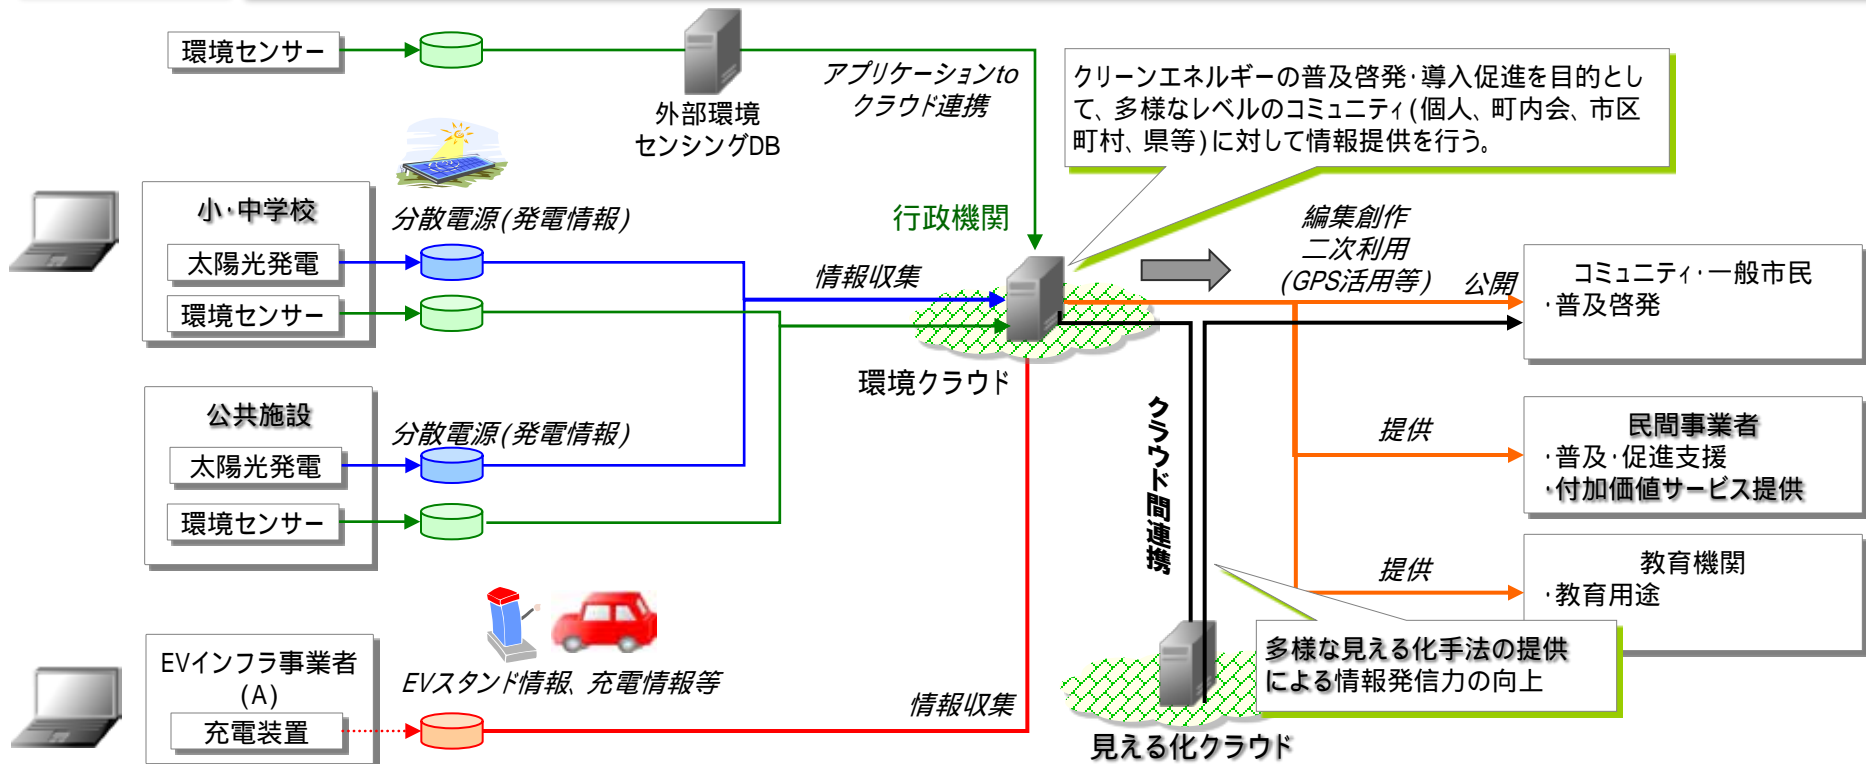 環境センサー
外部環境
センシングDB
アプリケーションto
クラウド連携
クリーンエネルギーの普及啓発・導入促進を目的とし
て、多様なレベルのコミュニティ(個人、町内会、市区
町村、県等)に対して情報提供を行う。
小・中学校
太陽光発電
環境センサー
分散電源(発電情報)
行政機関
情報収集
環境クラウド
編集創作
二次利用
(GPS活用等)
公開
コミュニティ・一般市民
・普及啓発
公共施設
太陽光発電
環境センサー
分散電源(発電情報)
クラウド間連携
提供
民間事業者
・普及・促進支援
・付加価値サービス提供
提供
教育機関
・教育用途
EVインフラ事業者
(A)
充電装置
EVスタンド情報、充電情報等
情報収集
多様な見える化手法の提供
による情報発信力の向上
見える化クラウド